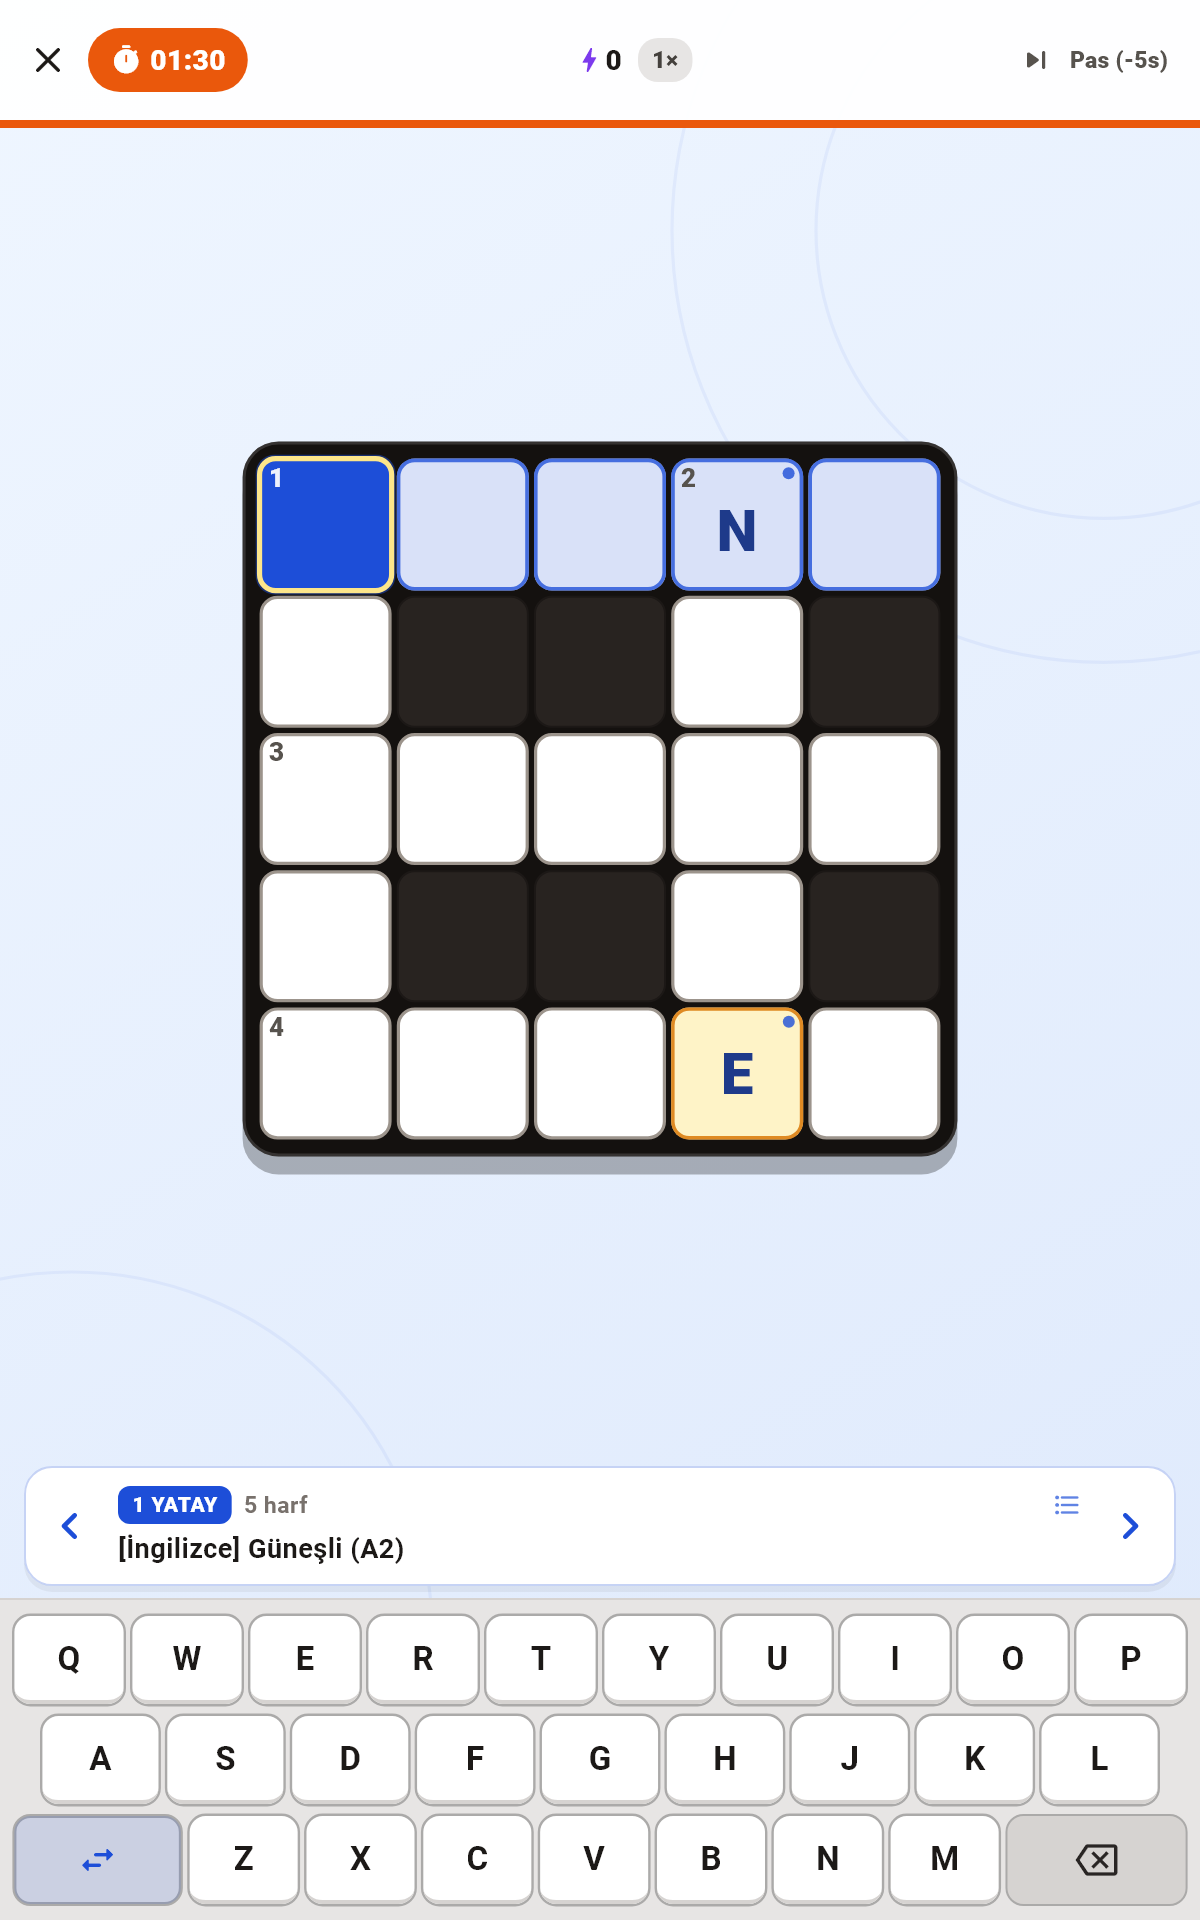 01:30
0
1×
Pas (-5s)
1
2
N
3
4
E
1 YATAY
5 harf
[İngilizce] Güneşli (A2)
Q W E R T Y U I O P
A S D F G H J K L
Z X C V B N M